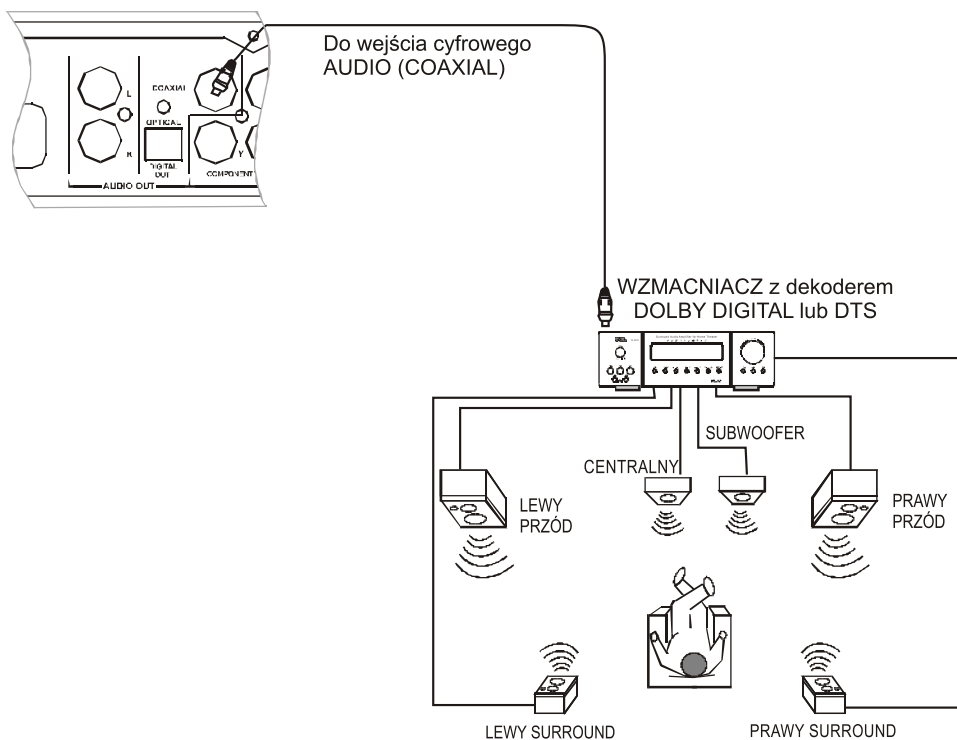 Do wejścia cyfrowego
AUDIO (COAXIAL)
L
COAXIAL
OPTICAL
R
DIGITAL
OUT
Y
COMPONENT
AUDIO OUT
WZMACNIACZ z dekoderem
DOLBY DIGITAL lub DTS
SUBWOOFER
CENTRALNY
LEWY
PRZÓD
PRAWY
PRZÓD
LEWY SURROUND
PRAWY SURROUND